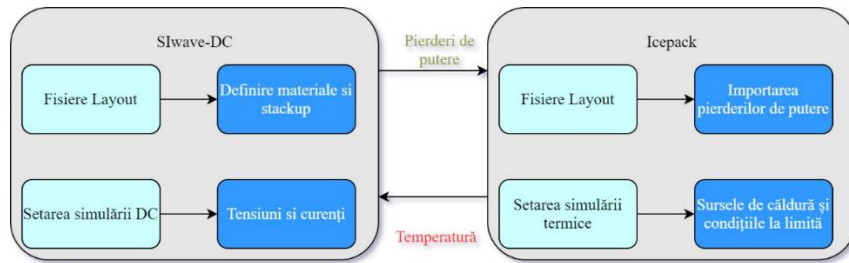 SIwave-DC
Fisiere Layout
Definire materiale si
stackup
Setarea simulării DC
Tensiuni si curenți
Pierderi de
putere
Temperatură
Icepack
Fisiere Layout
Importarea
pierderilor de putere
Setarea simulării
termice
Sursele de căldură și
condițiile la limită